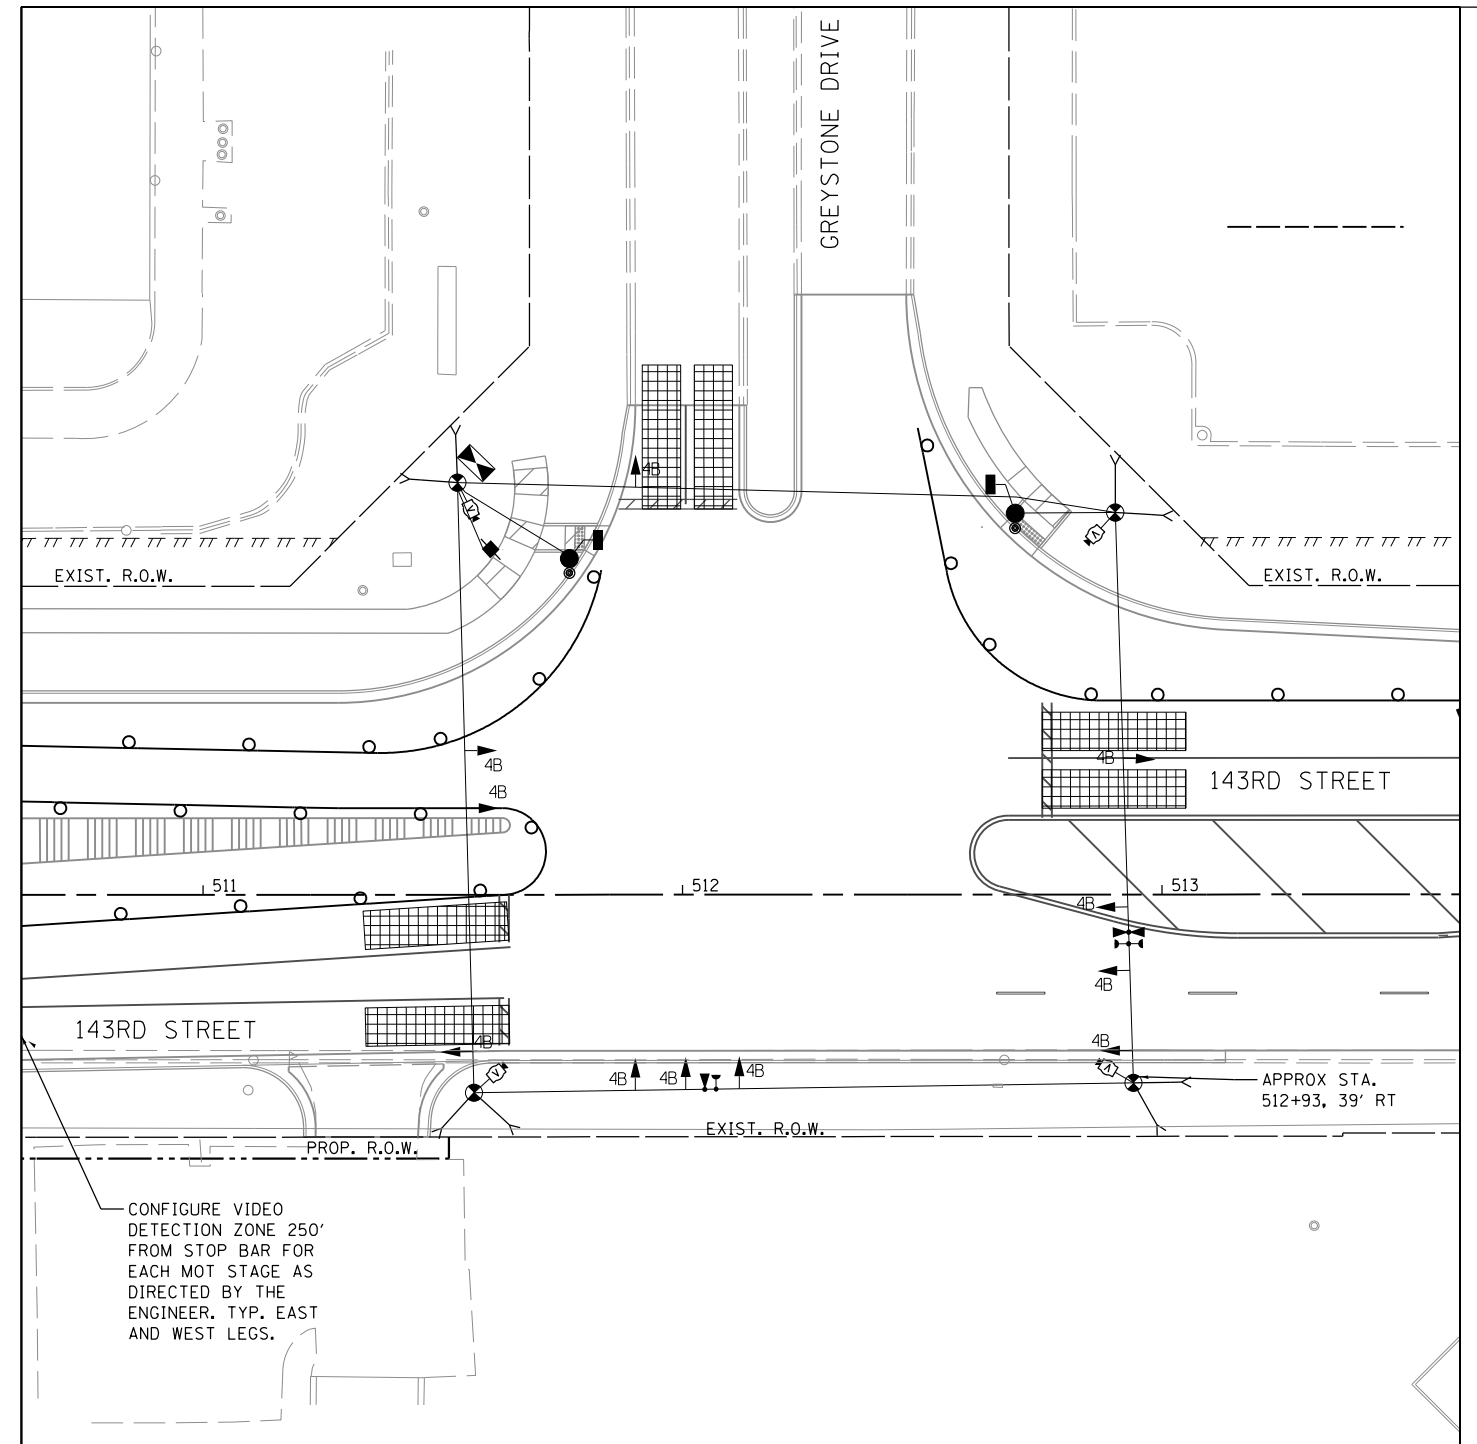 GREYSTONE DRIVE
4B
EXIST. R.O.W.
EXIST. R.O.W.
V
V
4B
4B
4B
143RD STREET
511
512
513
4B
4B
143RD STREET
4B
4B
V
V
4B
4B
4B
APPROX STA.
512+93, 39' RT
EXIST. R.O.W.
PROP. R.O.W.
CONFIGURE VIDEO
DETECTION ZONE 250'
FROM STOP BAR FOR
EACH MOT STAGE AS
DIRECTED BY THE
ENGINEER. TYP. EAST
AND WEST LEGS.